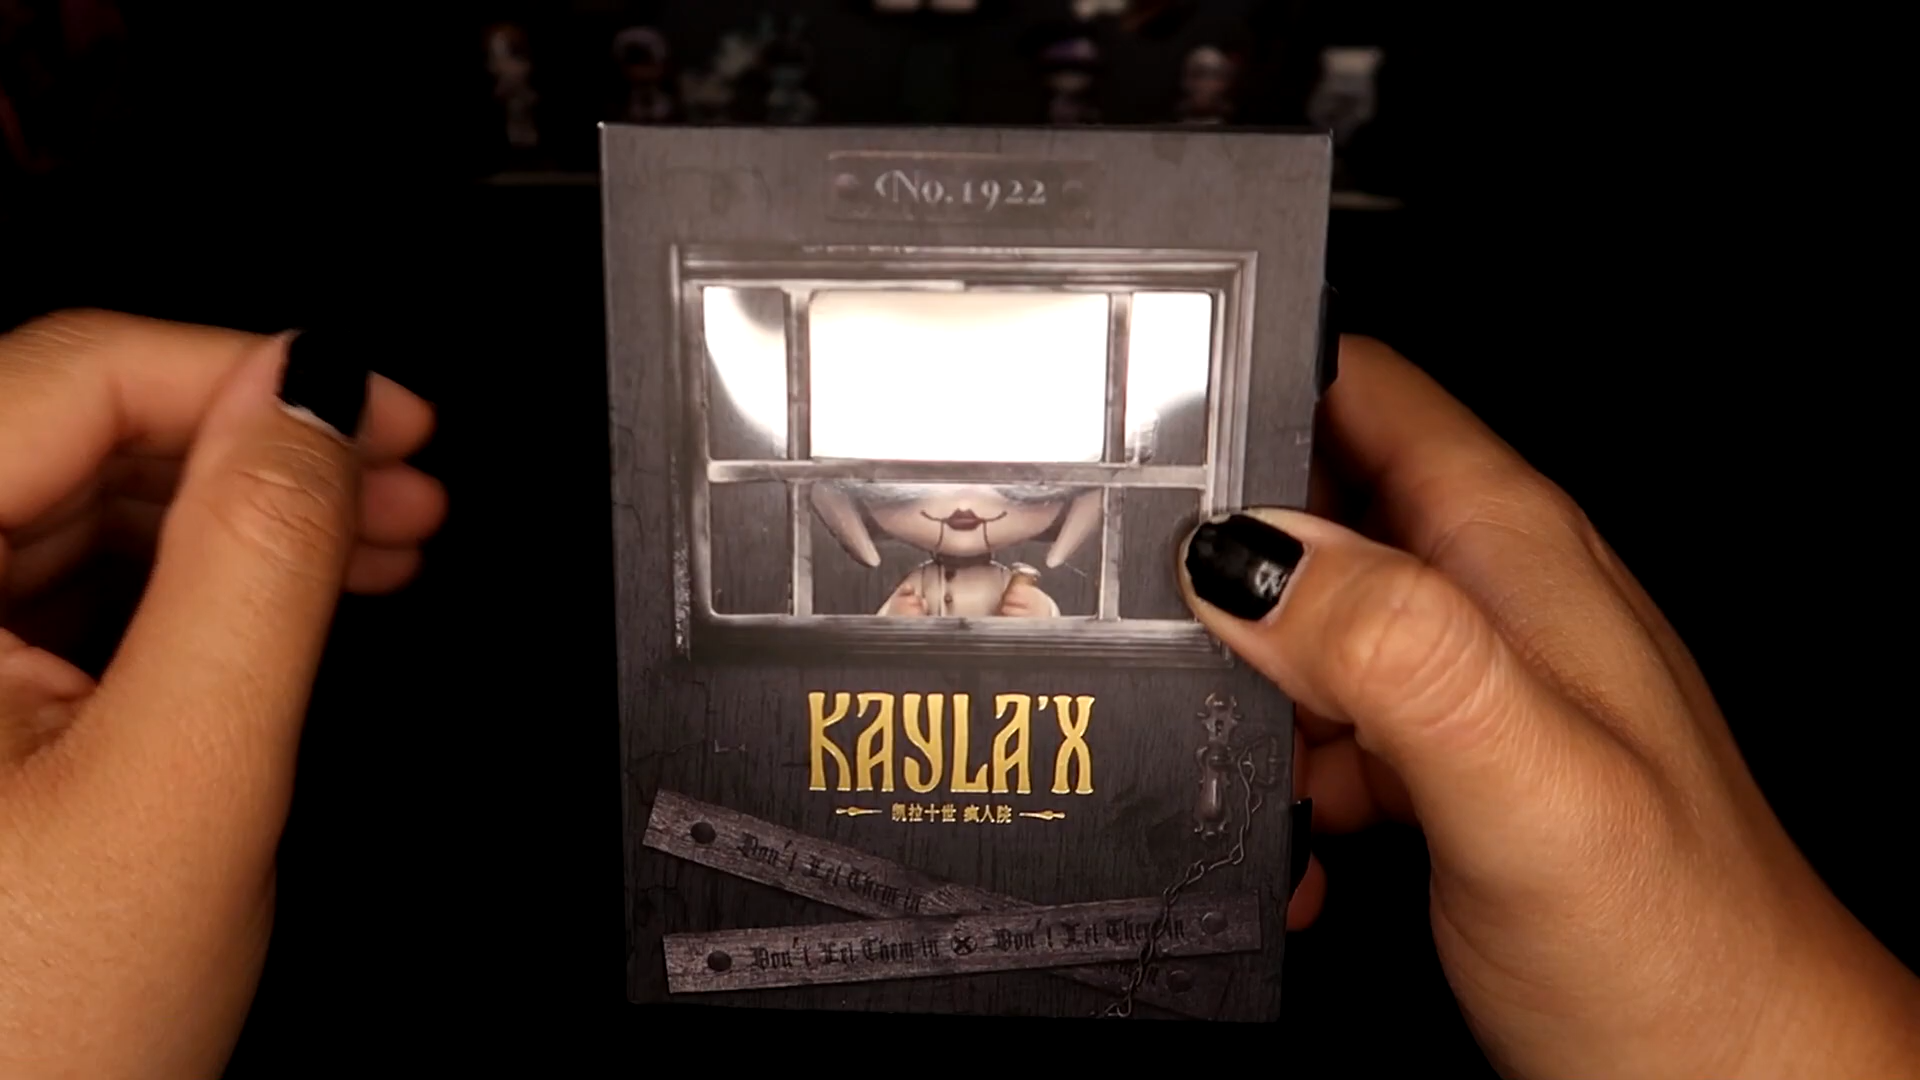 No.1922
KAYLA'X
凯拉十世 疯人院
Don't Let Them in
Don't Let Them in Don't Let Them in